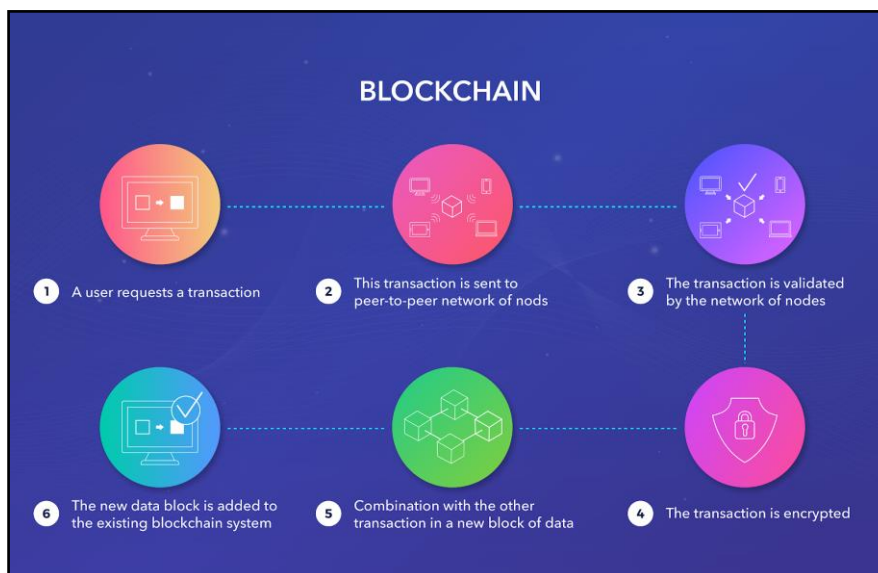 BLOCKCHAIN
1 A user requests a transaction
2 This transaction is sent to
peer-to-peer network of nods
3 The transaction is validated
by the network of nodes
4 The transaction is encrypted
5 Combination with the other
transaction in a new block of data
6 The new data block is added to
the existing blockchain system